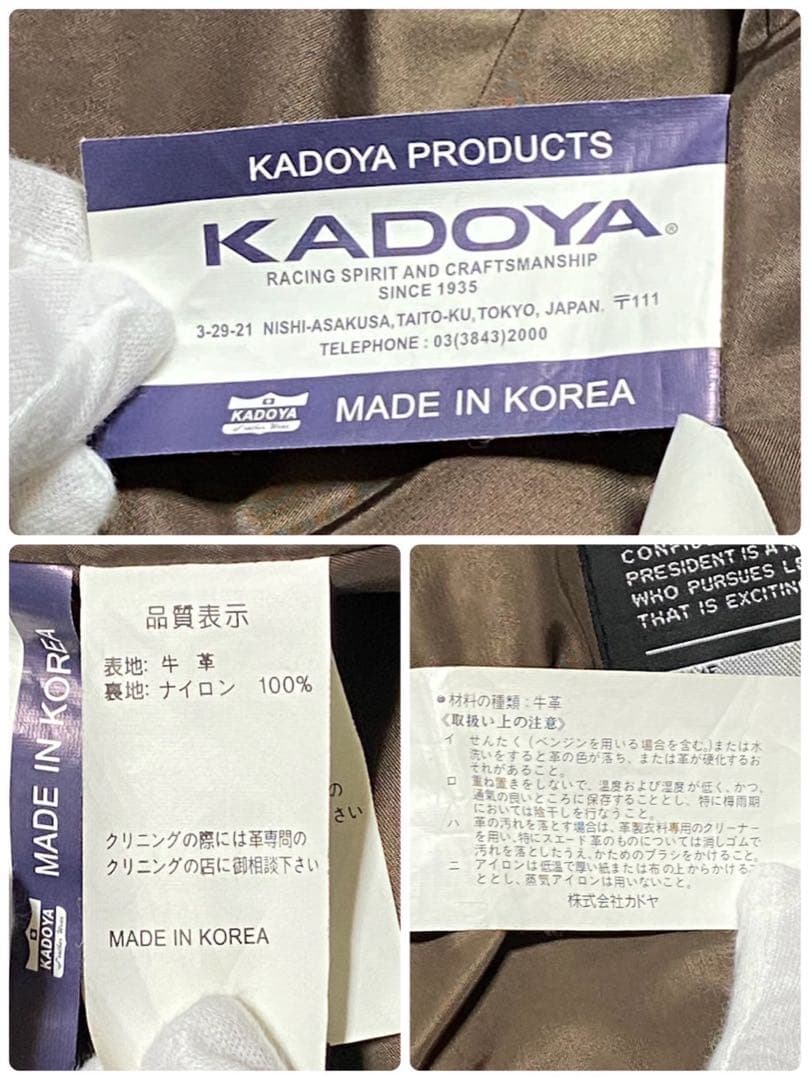 KADOYA PRODUCTS
KADOYA®
RACING SPIRIT AND CRAFTSMANSHIP
SINCE 1935
3-29-21 NISHI-ASAKUSA,TAITO-KU,TOKYO, JAPAN. 〒111
TELEPHONE : 03(3843)2000
KADOYA
Leather Wear
MADE IN KOREA
MADE IN KOREA
KADOYA
品質表示
表地: 牛 革
裏地: ナイロン 100%
クリニングの際には革専問の
クリニングの店に御相談下さい
MADE IN KOREA
の
さい
PRESIDENT IS A
WHO PURSUES
THAT IS EXCITIN
●材料の種類：牛革
《取扱い上の注意》
イ せんたく（ベンジンを用いる場合を含む。）または水
洗いをすると革の色が落ち、または革が硬化するお
それがあること。
ロ 重ね置きをしないで、温度および湿度が低く、かつ、
通気の良いところに保存することとし、特に梅雨期
においては陰干しを行なうこと。
ハ 革の汚れを落とす場合は、革製衣料専用のクリーナー
を用い、特にスエード革のものについては消しゴムで
汚れを落としたうえ、かためのブラシをかけること。
ニ アイロンは低温で厚い紙または布の上からかけるこ
ととし、蒸気アイロンは用いないこと。
株式会社カドヤ